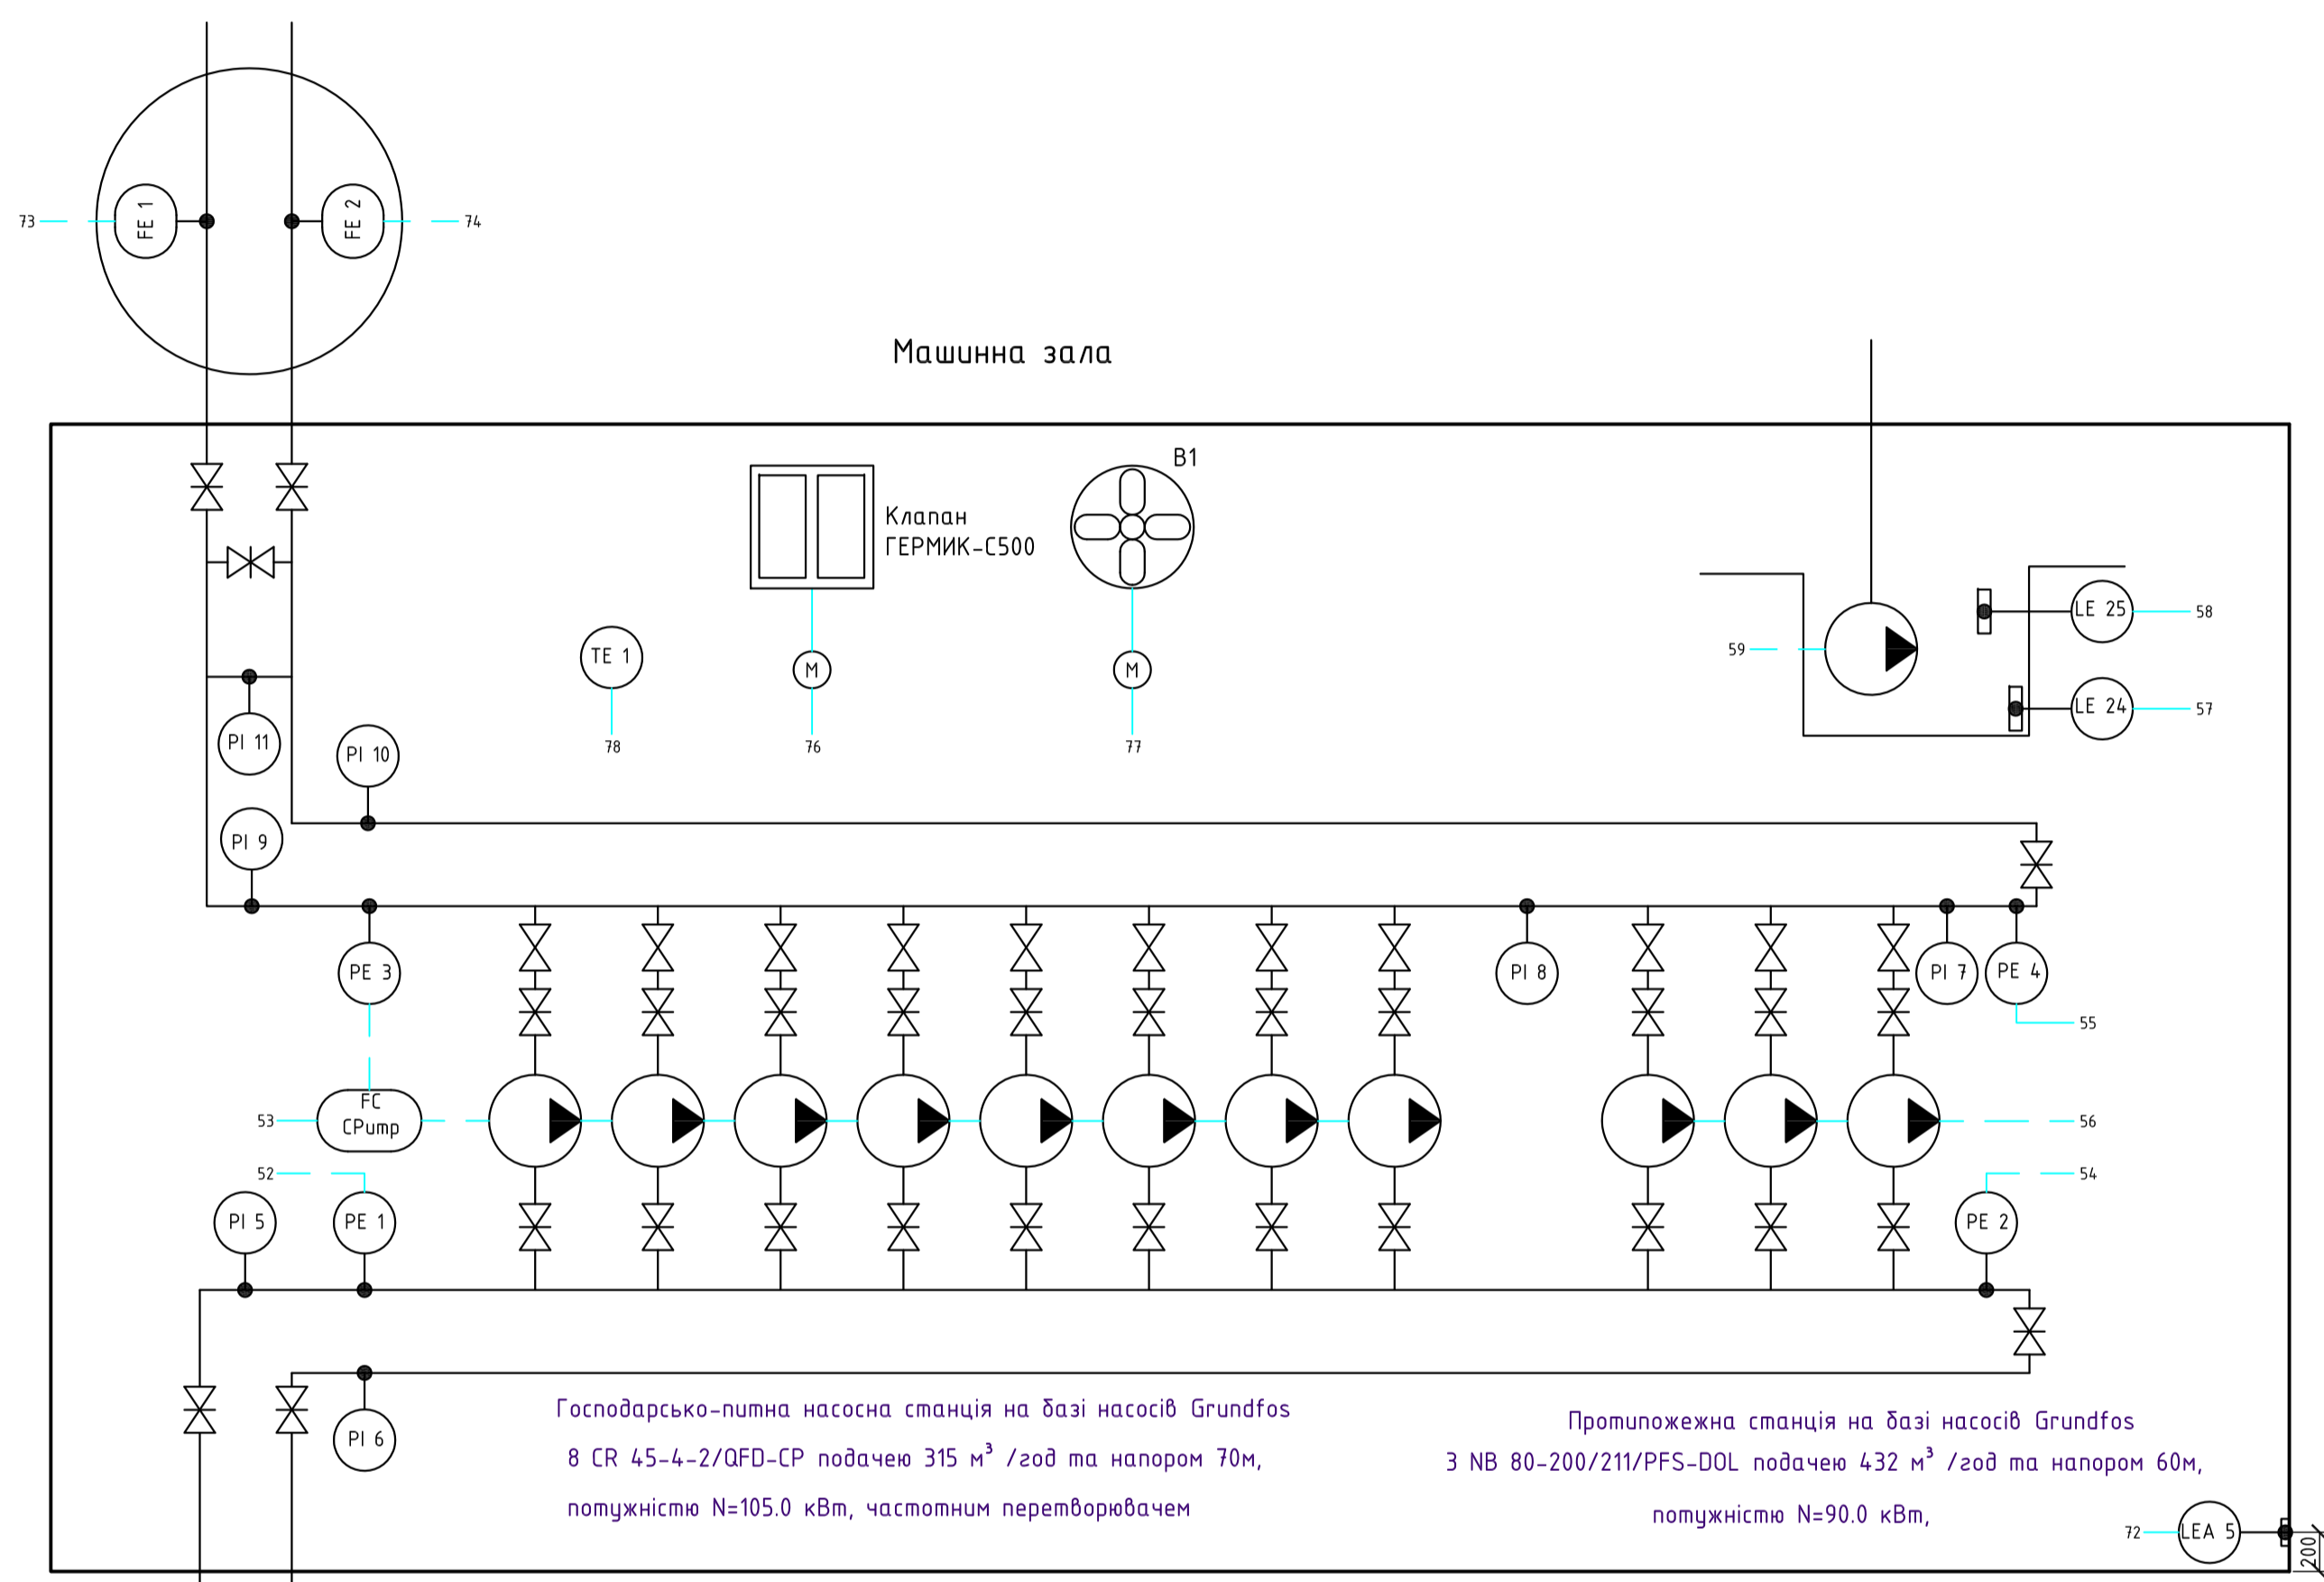 FE 1
FE 2
73
74
Машинна зала
B1
Клапан
ГЕРМИК-C500
TE 1
M
M
78
76
77
59
LE 25
58
LE 24
57
PI 11
PI 10
PI 9
PE 3
PI 8
PI 7
PE 4
55
FC
CPump
53
56
52
54
PI 5
PE 1
PE 2
PI 6
Господарсько-питна насосна станція на базі насосів Grundfos
8 CR 45-4-2/QFD-CP подачею 315 м³ /год та напором 70м,
потужністю N=105.0 кВт, частотним перетворювачем
Протипожежна станція на базі насосів Grundfos
3 NB 80-200/211/PFS-DOL подачею 432 м³ /год та напором 60м,
потужністю N=90.0 кВт,
72
LEA 5
200